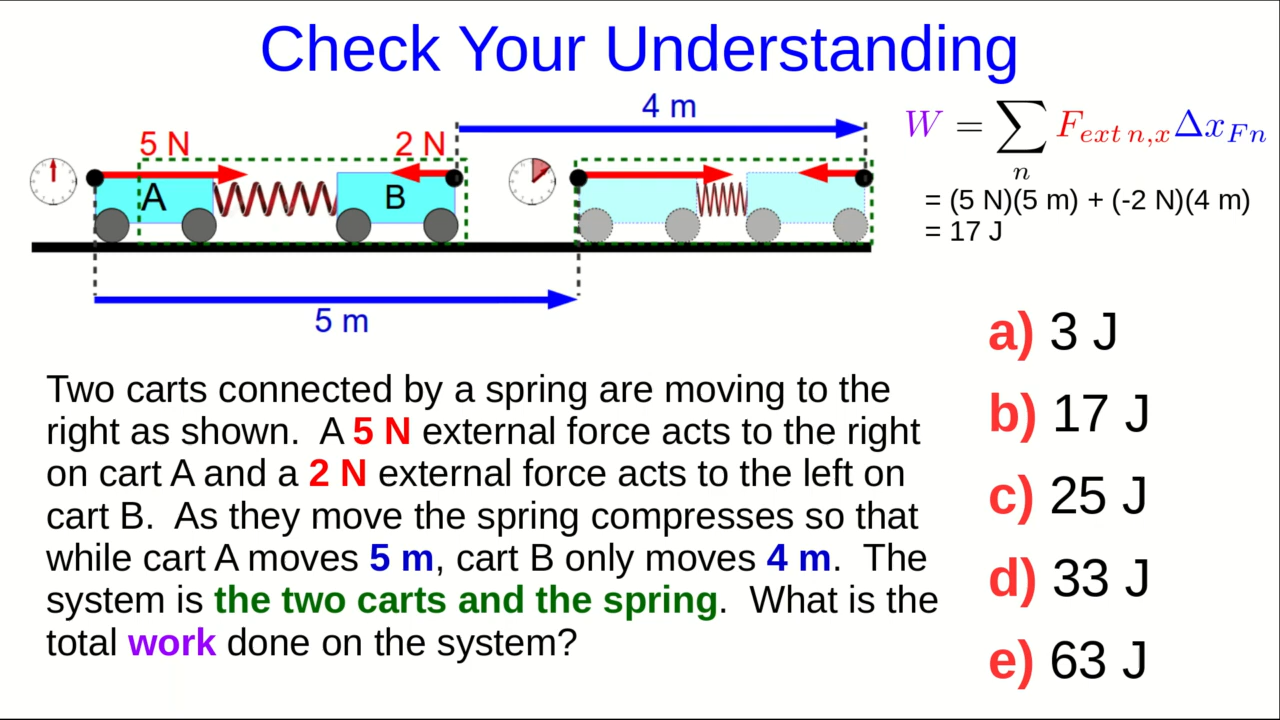 Check Your Understanding
4 m
5 N
2 N
A
B
5 m
W = ∑ₙ F_{ext n,x} Δx_{Fn}
= (5 N)(5 m) + (-2 N)(4 m)
= 17 J
Two carts connected by a spring are moving to the
right as shown.  A 5 N external force acts to the right
on cart A and a 2 N external force acts to the left on
cart B.  As they move the spring compresses so that
while cart A moves 5 m, cart B only moves 4 m.  The
system is the two carts and the spring.  What is the
total work done on the system?
a) 3 J
b) 17 J
c) 25 J
d) 33 J
e) 63 J